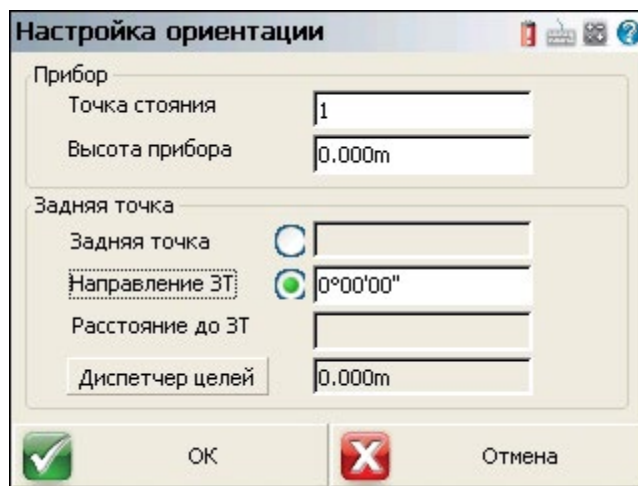 Настройка ориентации
Прибор
Точка стояния 1
Высота прибора 0.000m
Задняя точка
Задняя точка
Направление ЗТ 0°00'00"
Расстояние до ЗТ
Диспетчер целей 0.000m
OK Отмена